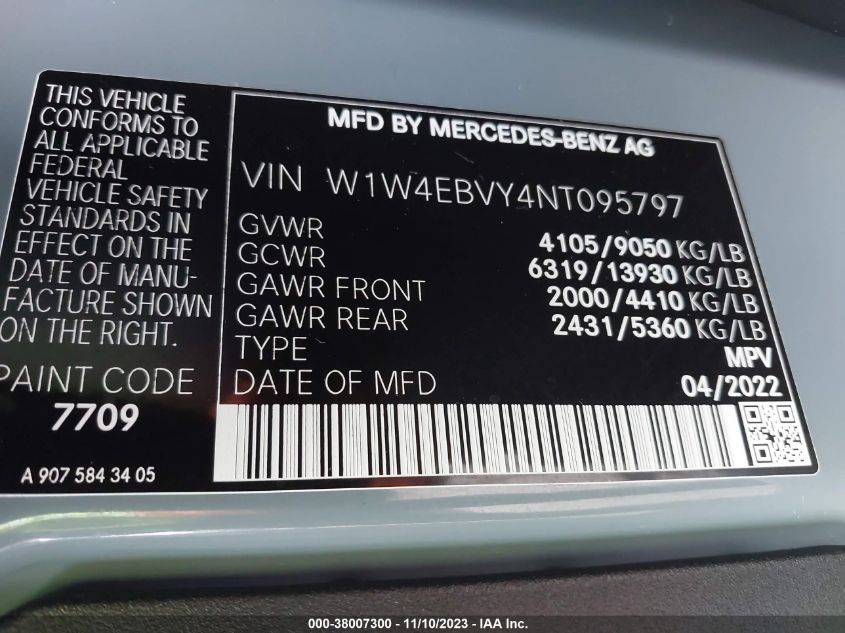 THIS VEHICLE
CONFORMS TO
ALL APPLICABLE
FEDERAL
VEHICLE SAFETY
STANDARDS IN
EFFECT ON THE
DATE OF MANU-
FACTURE SHOWN
ON THE RIGHT.
PAINT CODE
7709
A 907 584 34 05
MFD BY MERCEDES-BENZ AG
VIN W1W4EBVY4NT095797
GVWR 4105/9050 KG/LB
GCWR 6319/13930 KG/LB
GAWR FRONT 2000/4410 KG/LB
GAWR REAR 2431/5360 KG/LB
TYPE MPV
DATE OF MFD 04/2022
000-38007300 - 11/10/2023 - IAA Inc.